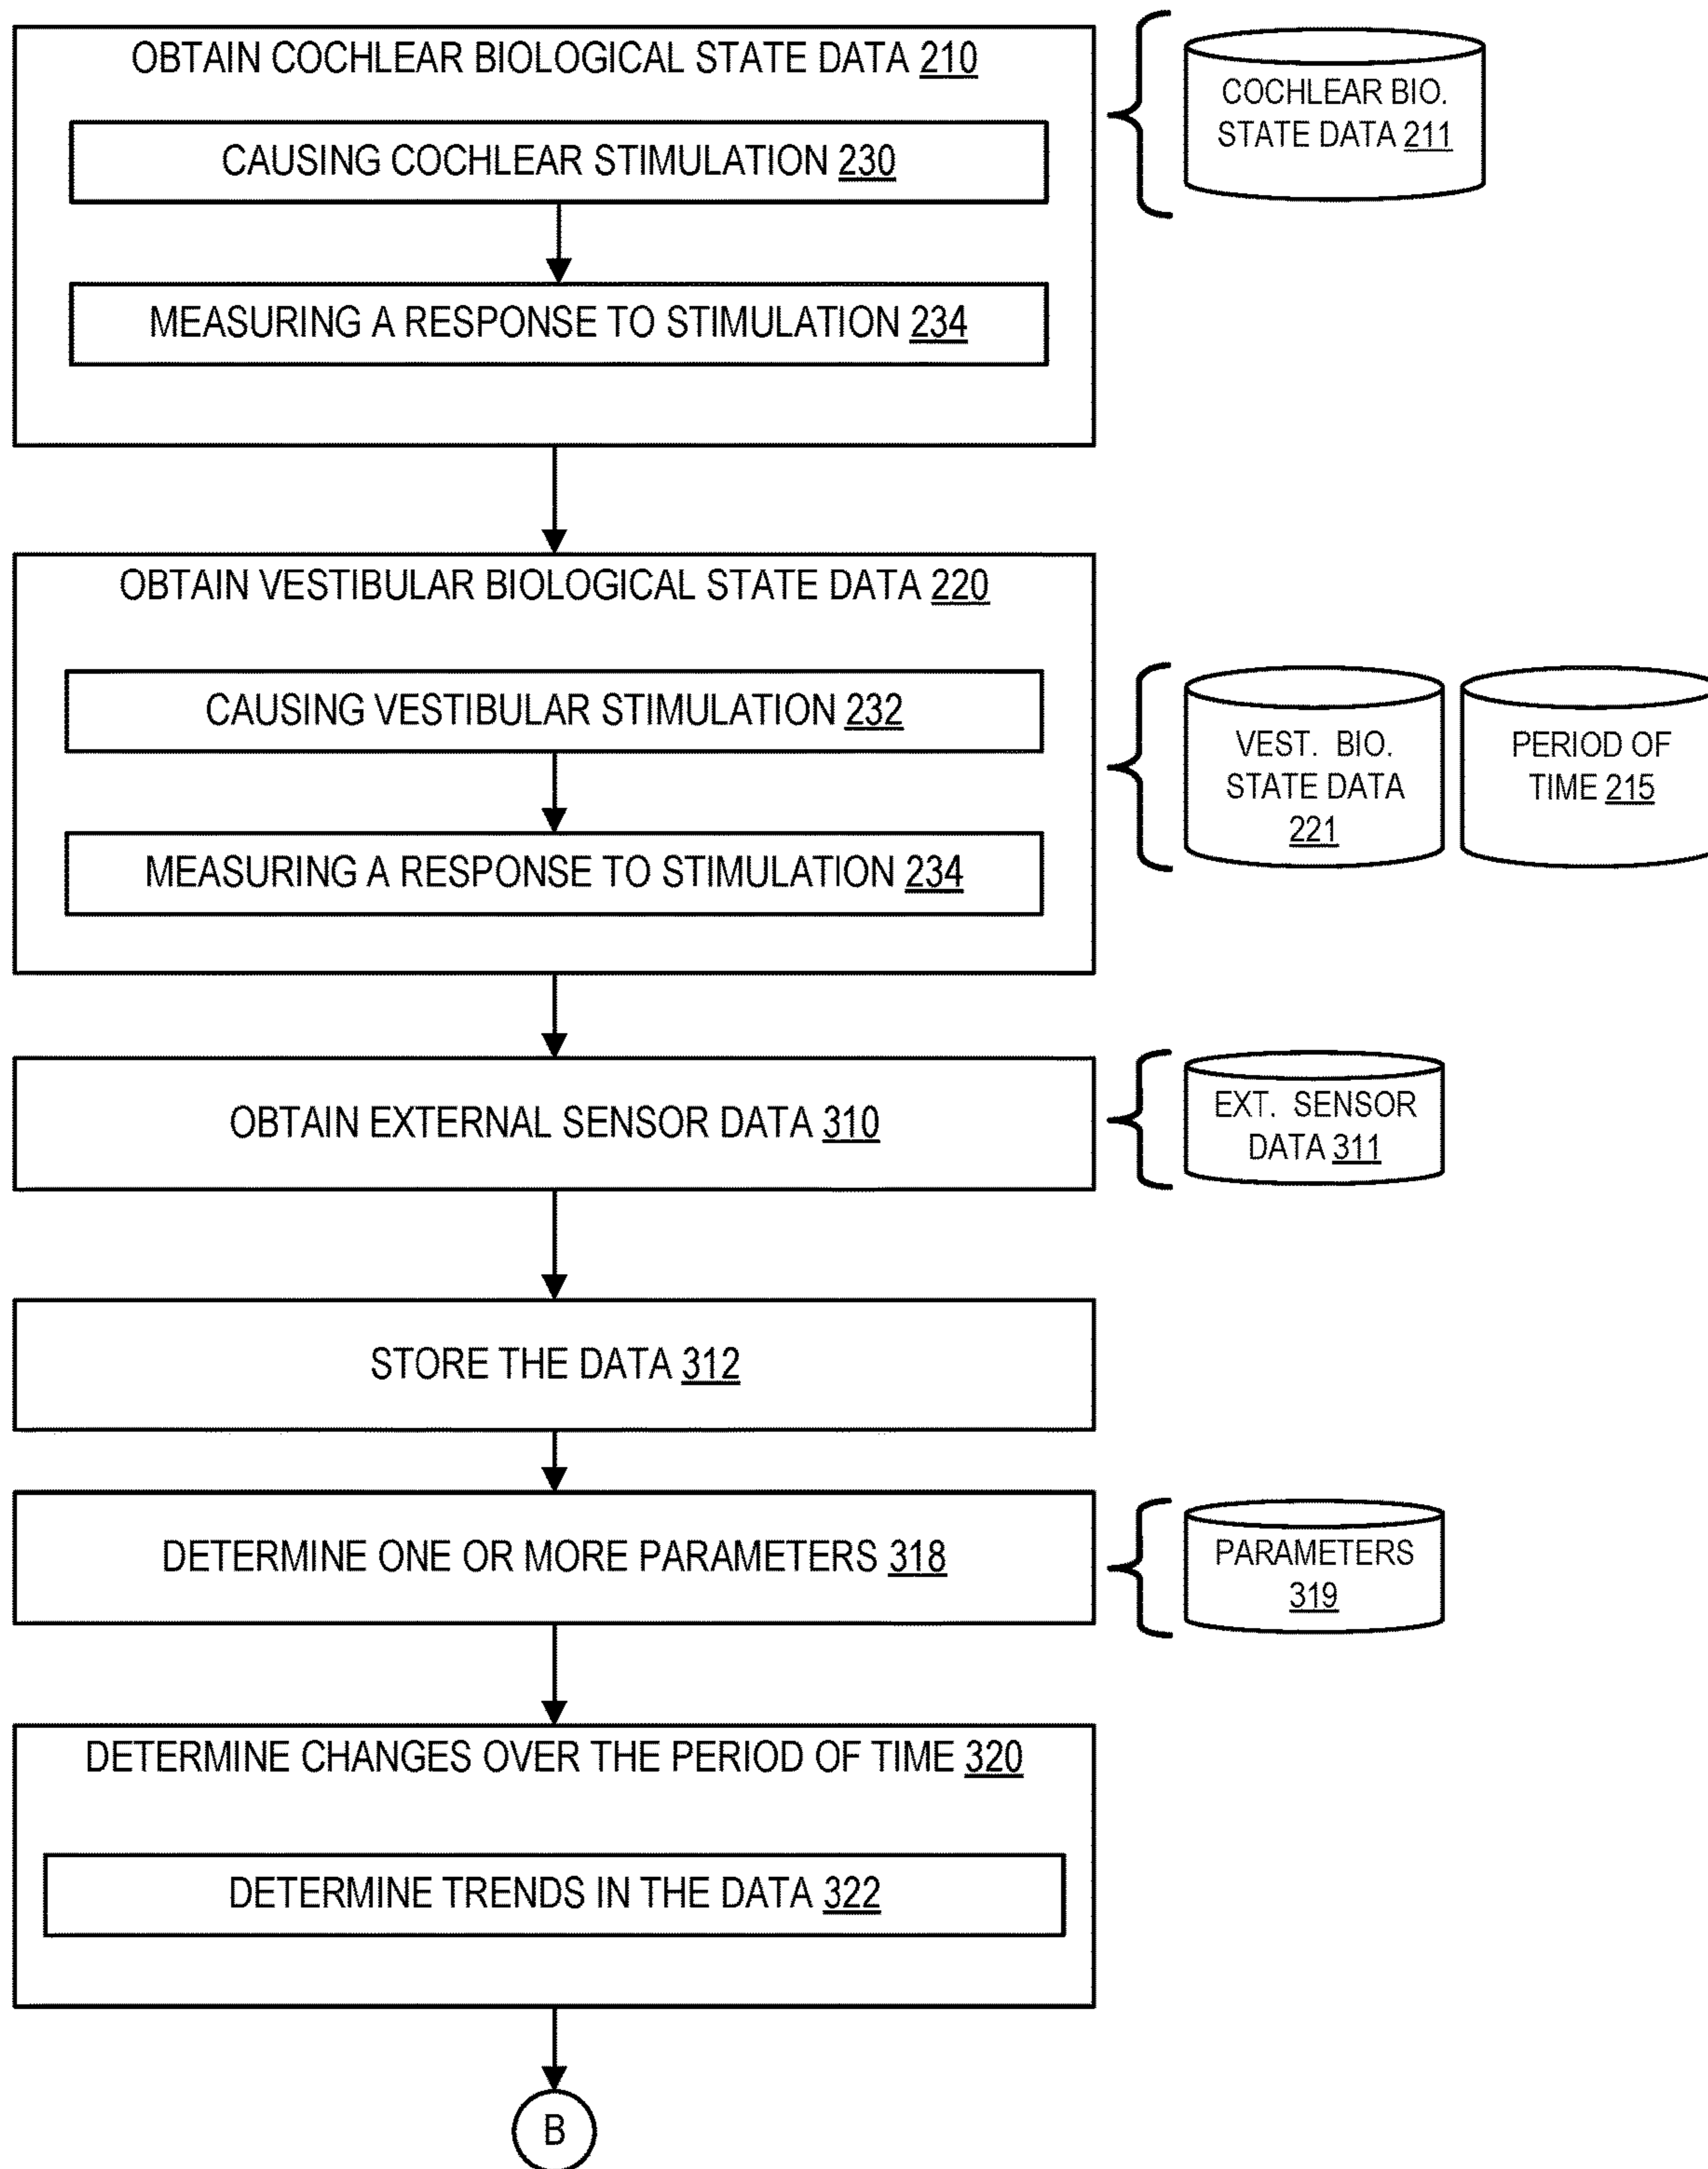 OBTAIN COCHLEAR BIOLOGICAL STATE DATA 210
CAUSING COCHLEAR STIMULATION 230
MEASURING A RESPONSE TO STIMULATION 234
COCHLEAR BIO.
STATE DATA 211
OBTAIN VESTIBULAR BIOLOGICAL STATE DATA 220
CAUSING VESTIBULAR STIMULATION 232
MEASURING A RESPONSE TO STIMULATION 234
VEST. BIO.
STATE DATA
221
PERIOD OF
TIME 215
OBTAIN EXTERNAL SENSOR DATA 310
EXT. SENSOR
DATA 311
STORE THE DATA 312
DETERMINE ONE OR MORE PARAMETERS 318
PARAMETERS
319
DETERMINE CHANGES OVER THE PERIOD OF TIME 320
DETERMINE TRENDS IN THE DATA 322
B